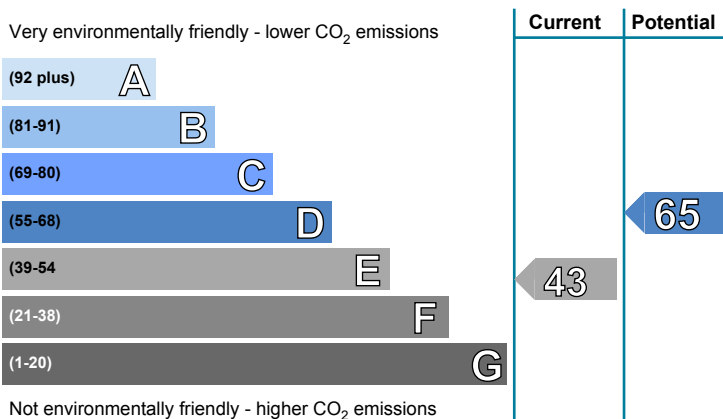 Current Potential
Very environmentally friendly - lower CO2 emissions
(92 plus) A
(81-91) B
(69-80) C
(55-68) D
65
(39-54 E
43
(21-38) F
(1-20) G
Not environmentally friendly - higher CO2 emissions